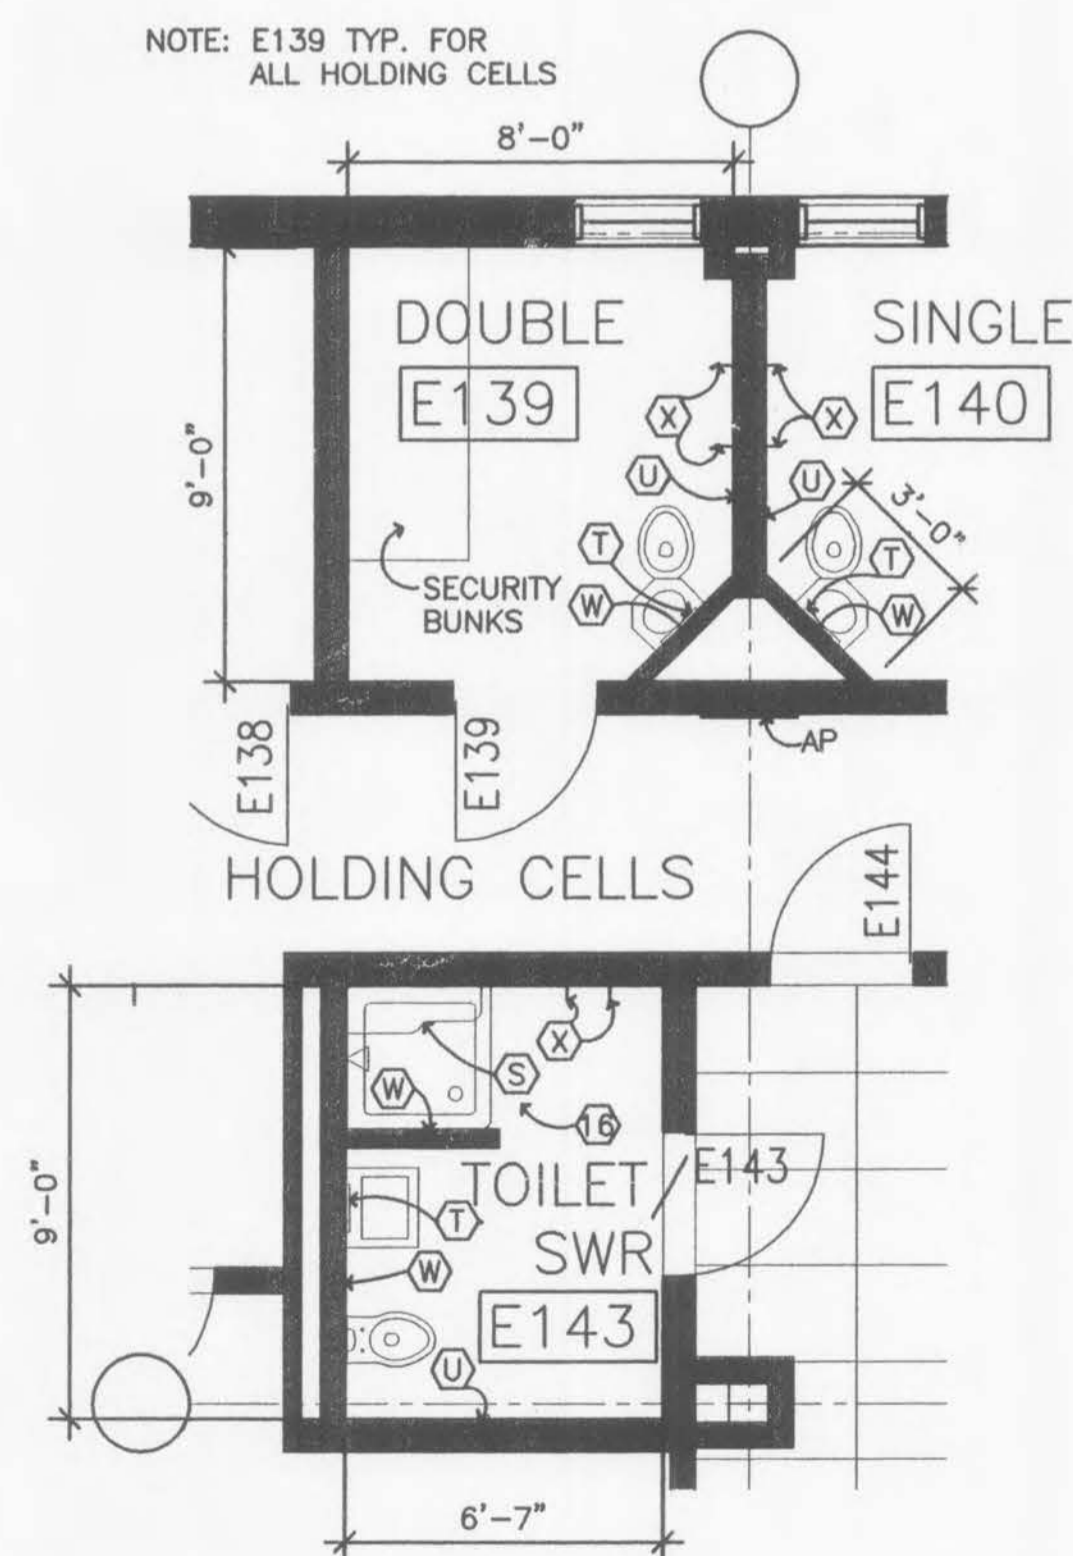 NOTE: E139 TYP. FOR
ALL HOLDING CELLS
8'-0"
DOUBLE
E139
SINGLE
E140
9'-0"
X
X
U
U
3'-0"
T
T
W
W
SECURITY
BUNKS
AP
E138
E139
HOLDING CELLS
E144
X
S
W
16
TOILET
SWR
E143
E143
T
W
U
9'-0"
6'-7"